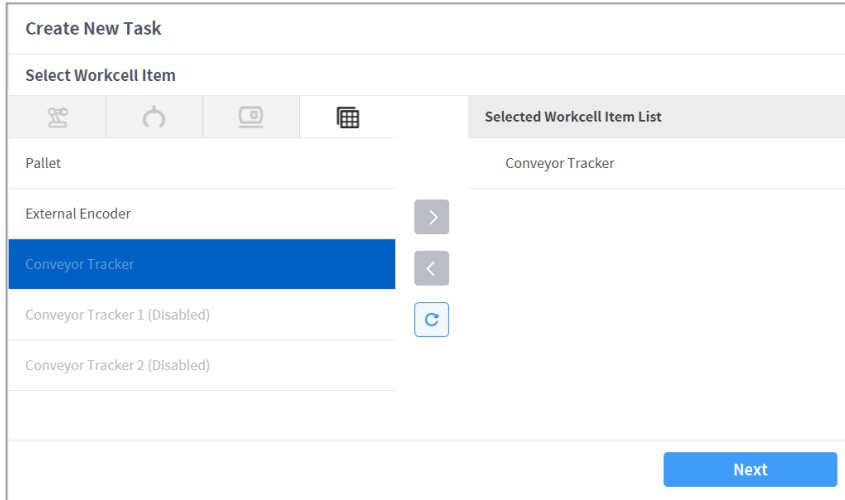 Create New Task
Select Workcell Item
Selected Workcell Item List
Pallet
External Encoder
Conveyor Tracker
Conveyor Tracker 1 (Disabled)
Conveyor Tracker 2 (Disabled)
Conveyor Tracker
Next